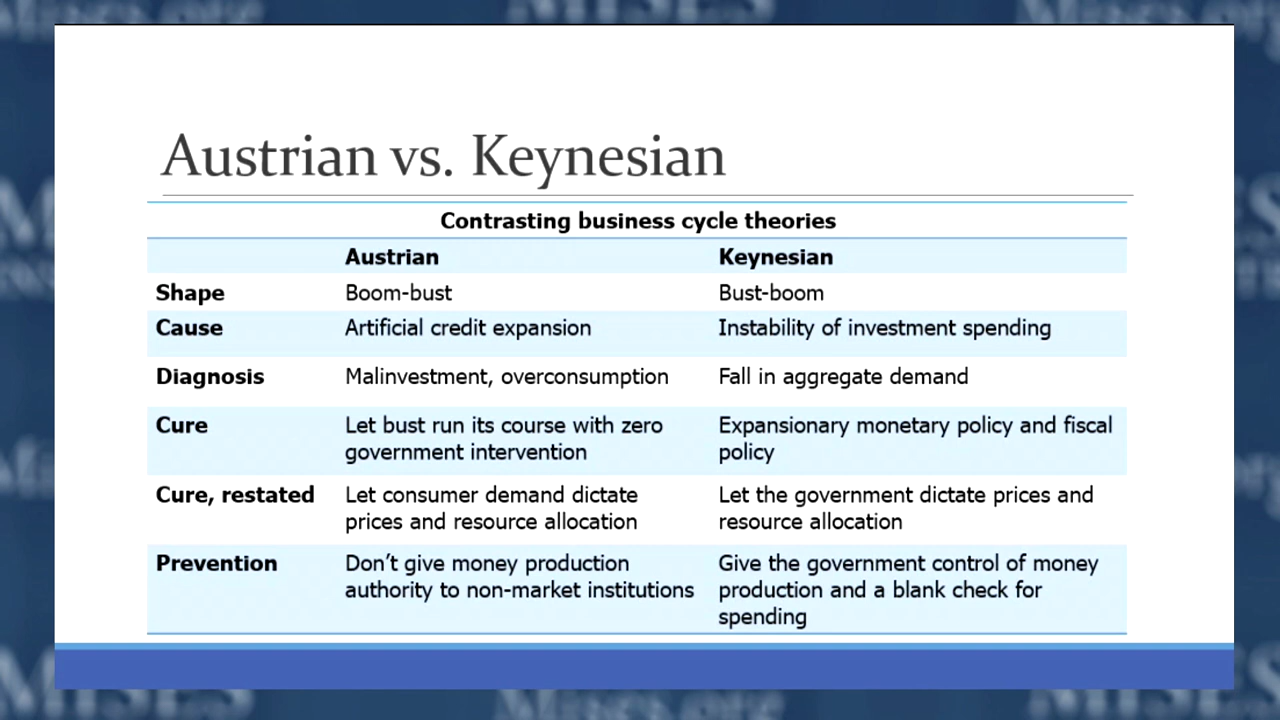 Mises.org
Austrian vs. Keynesian
Contrasting business cycle theories
Austrian Keynesian
Shape Boom-bust Bust-boom
Cause Artificial credit expansion Instability of investment spending
Diagnosis Malinvestment, overconsumption Fall in aggregate demand
Cure Let bust run its course with zero Expansionary monetary policy and fiscal
government intervention policy
Cure, restated Let consumer demand dictate Let the government dictate prices and
prices and resource allocation resource allocation
Prevention Don’t give money production Give the government control of money
authority to non-market institutions production and a blank check for
spending
Mises.org